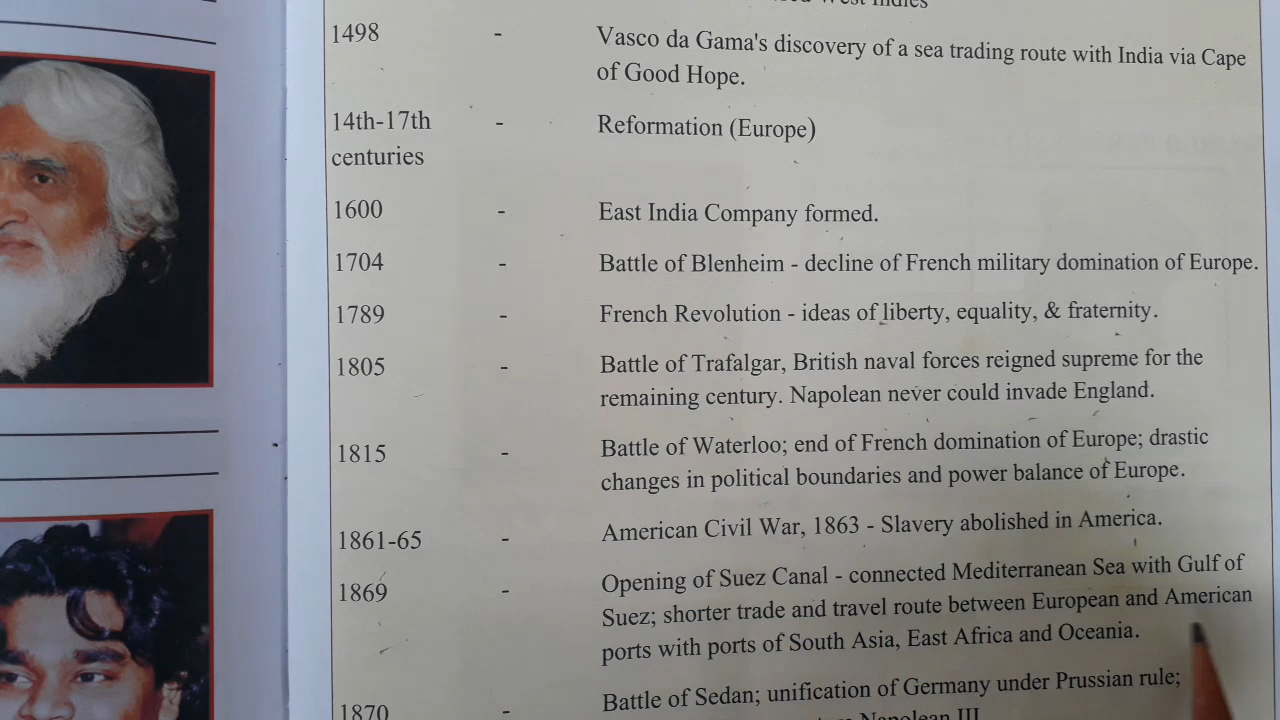 West Indies
1498 - Vasco da Gama's discovery of a sea trading route with India via Cape
of Good Hope.
14th-17th - Reformation (Europe)
centuries
1600 - East India Company formed.
1704 - Battle of Blenheim - decline of French military domination of Europe.
1789 - French Revolution - ideas of liberty, equality, & fraternity.
1805 - Battle of Trafalgar, British naval forces reigned supreme for the
remaining century. Napolean never could invade England.
1815 - Battle of Waterloo; end of French domination of Europe; drastic
changes in political boundaries and power balance of Europe.
1861-65 - American Civil War, 1863 - Slavery abolished in America.
1869 - Opening of Suez Canal - connected Mediterranean Sea with Gulf of
Suez; shorter trade and travel route between European and American
ports with ports of South Asia, East Africa and Oceania.
1870 - Battle of Sedan; unification of Germany under Prussian rule;
Napolean III